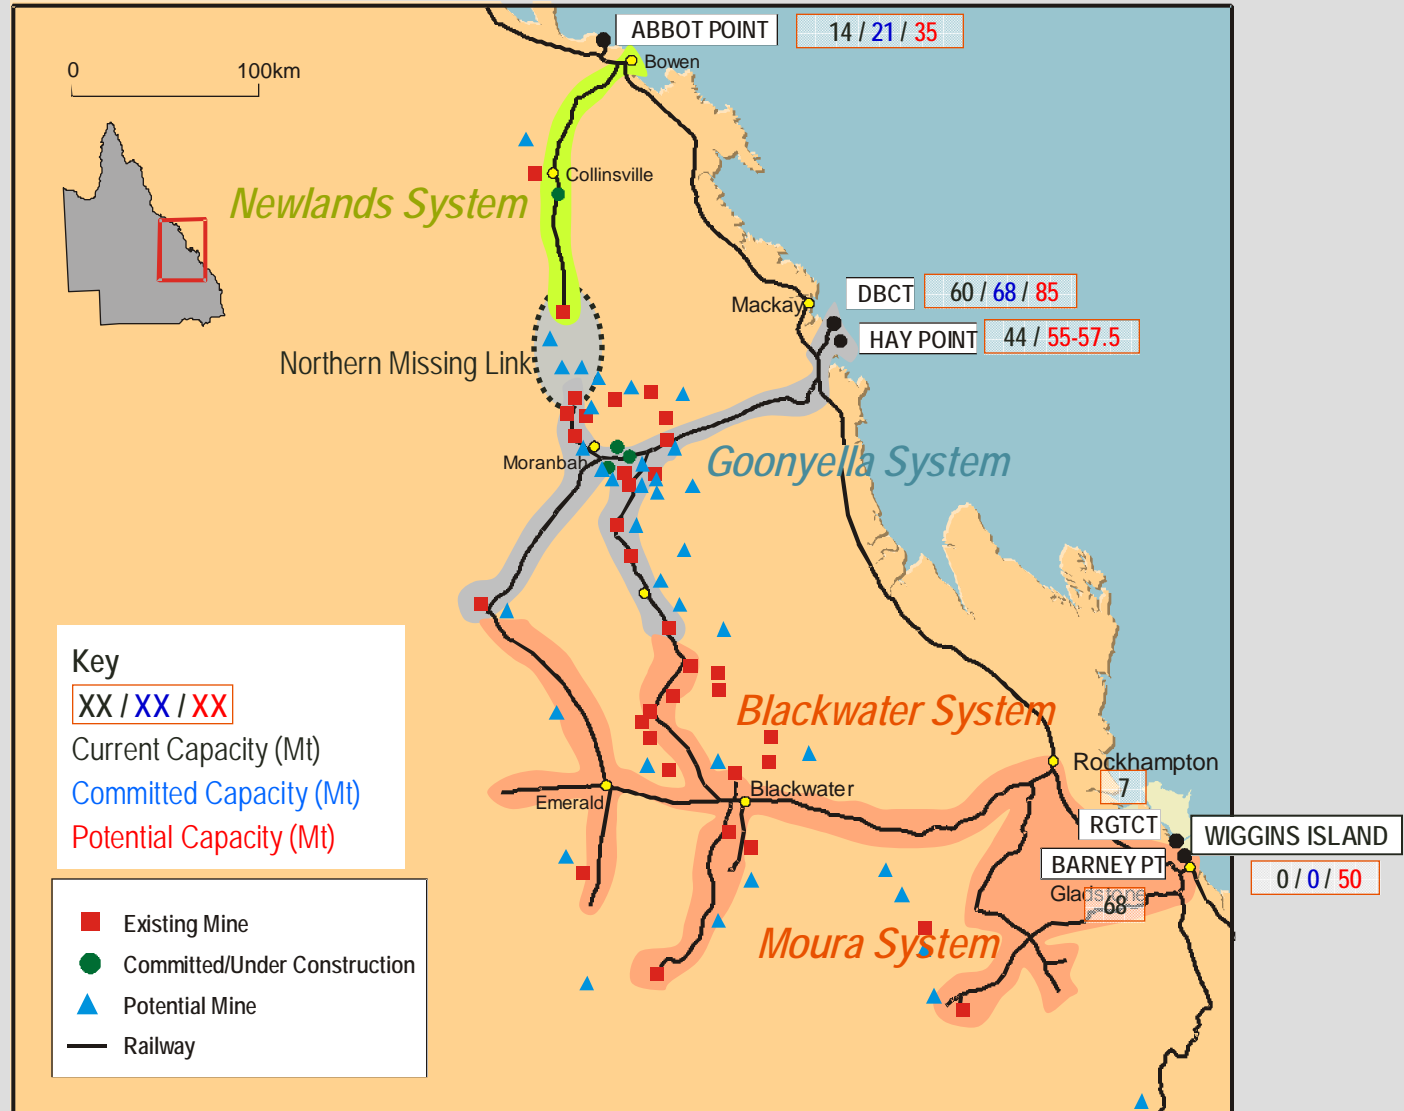 ABBOT POINT
14 / 21 / 35
0
100km
Bowen
Collinsville
Newlands System
DBCT
60 / 68 / 85
Mackay
HAY POINT
44 / 55-57.5
Northern Missing Link
Moranbah
Goonyella System
Key
XX / XX / XX
Current Capacity (Mt)
Committed Capacity (Mt)
Potential Capacity (Mt)
Blackwater System
Rockhampton
7
Emerald
Blackwater
RGTCT
WIGGINS ISLAND
BARNEY PT
0 / 0 / 50
Gladstone
68
Moura System
Existing Mine
Committed/Under Construction
Potential Mine
Railway